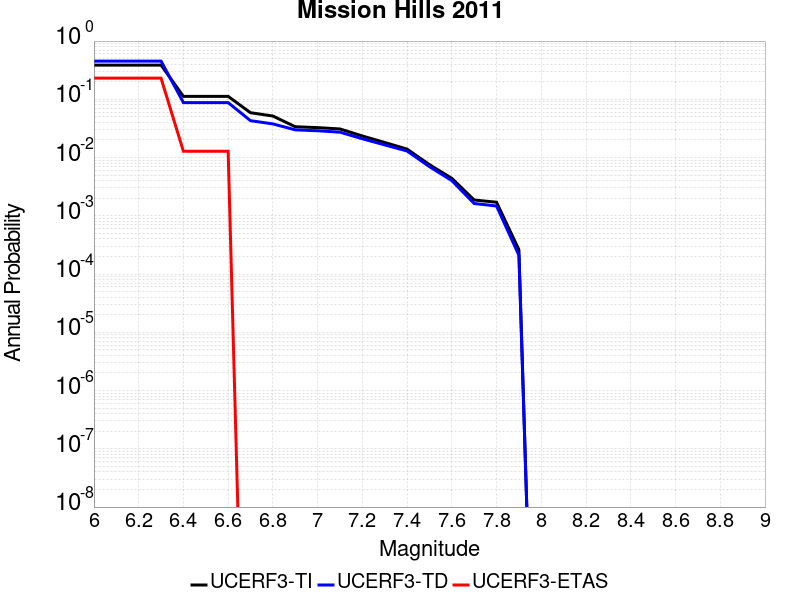 Mission Hills 2011
10^0
10^-1
10^-2
10^-3
10^-4
10^-5
10^-6
10^-7
10^-8
Annual Probability
6 6.2 6.4 6.6 6.8 7 7.2 7.4 7.6 7.8 8 8.2 8.4 8.6 8.8 9
Magnitude
UCERF3-TI UCERF3-TD UCERF3-ETAS